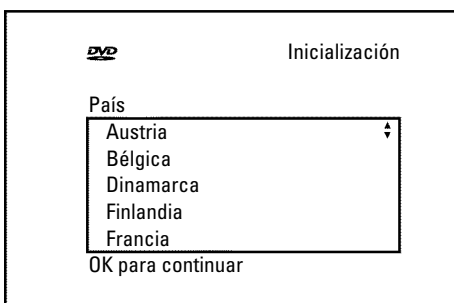 DVD
Inicialización
País
Austria
Bélgica
Dinamarca
Finlandia
Francia
OK para continuar